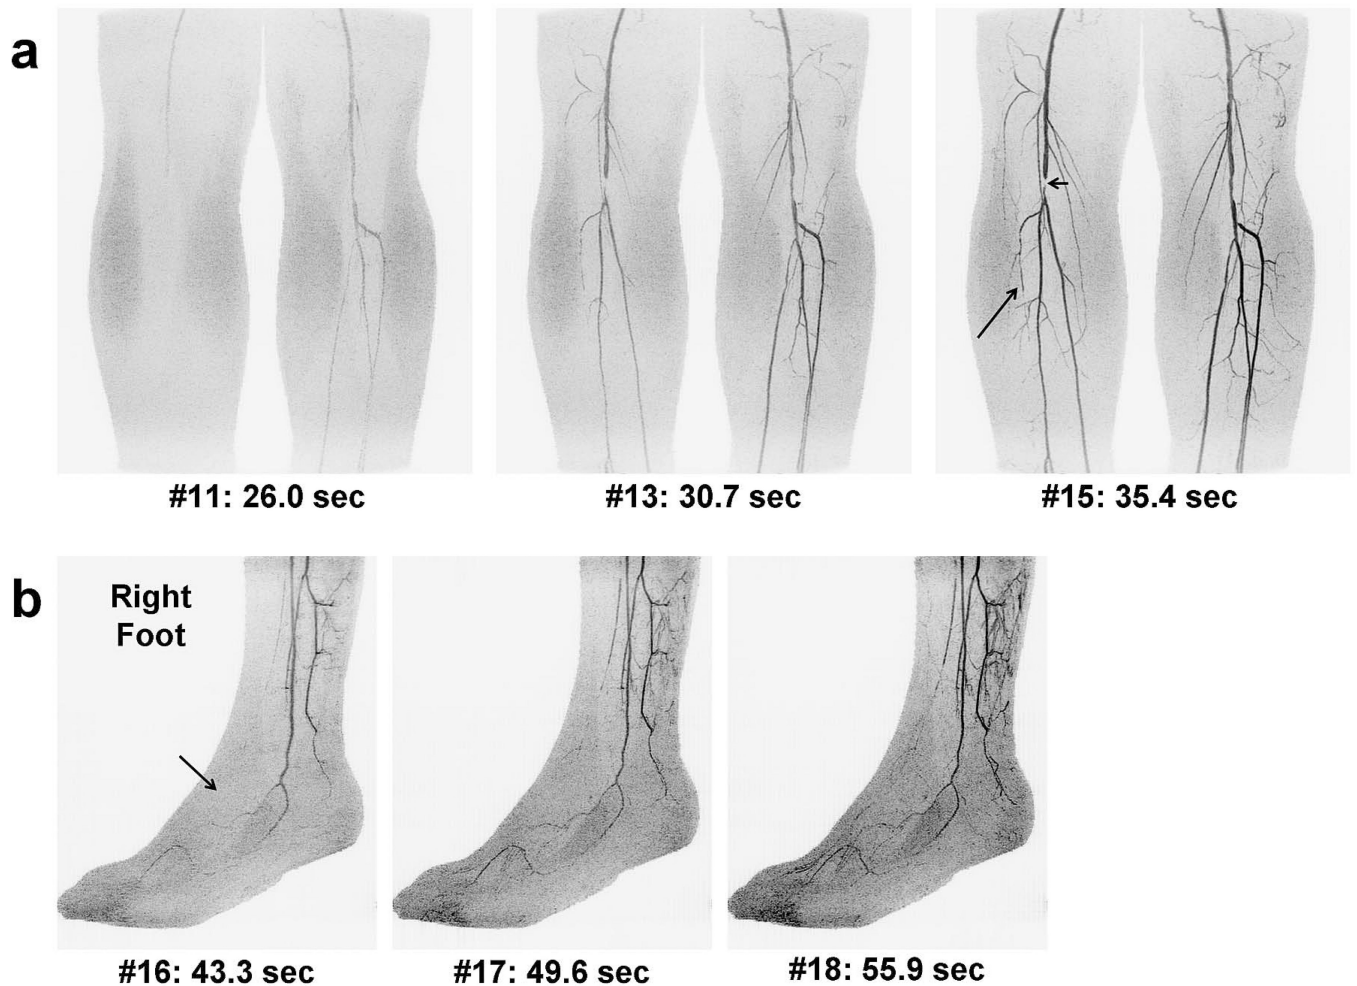 a
#11: 26.0 sec
#13: 30.7 sec
#15: 35.4 sec
b
Right
Foot
#16: 43.3 sec
#17: 49.6 sec
#18: 55.9 sec